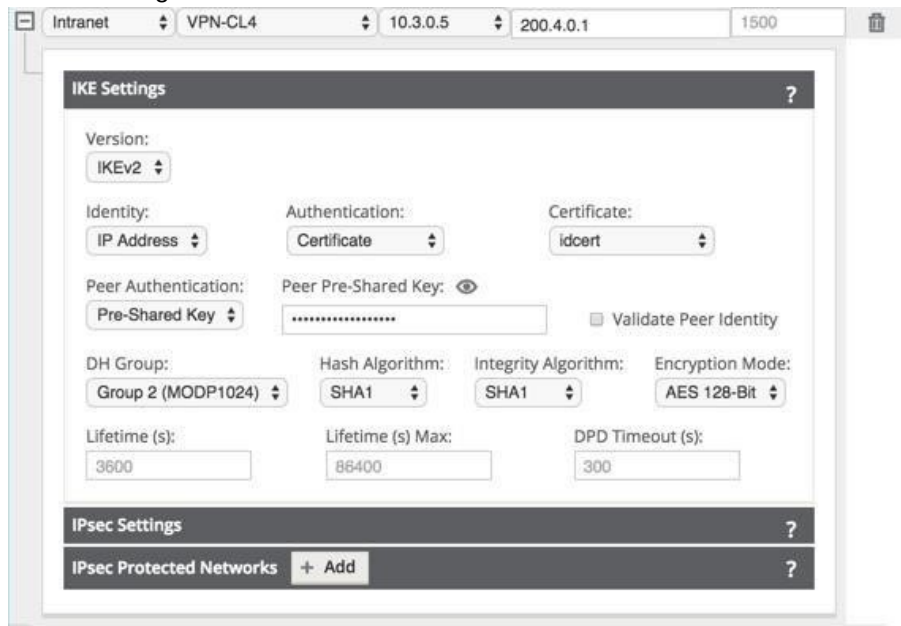 Intranet VPN-CL4 10.3.0.5 200.4.0.1 1500
IKE Settings ?
Version:
IKEv2
Identity: Authentication: Certificate:
IP Address Certificate idcert
Peer Authentication: Peer Pre-Shared Key:
Pre-Shared Key •••••••••••••••••• Validate Peer Identity
DH Group: Hash Algorithm: Integrity Algorithm: Encryption Mode:
Group 2 (MODP1024) SHA1 SHA1 AES 128-Bit
Lifetime (s): Lifetime (s) Max: DPD Timeout (s):
3600 86400 300
IPsec Settings ?
IPsec Protected Networks + Add ?